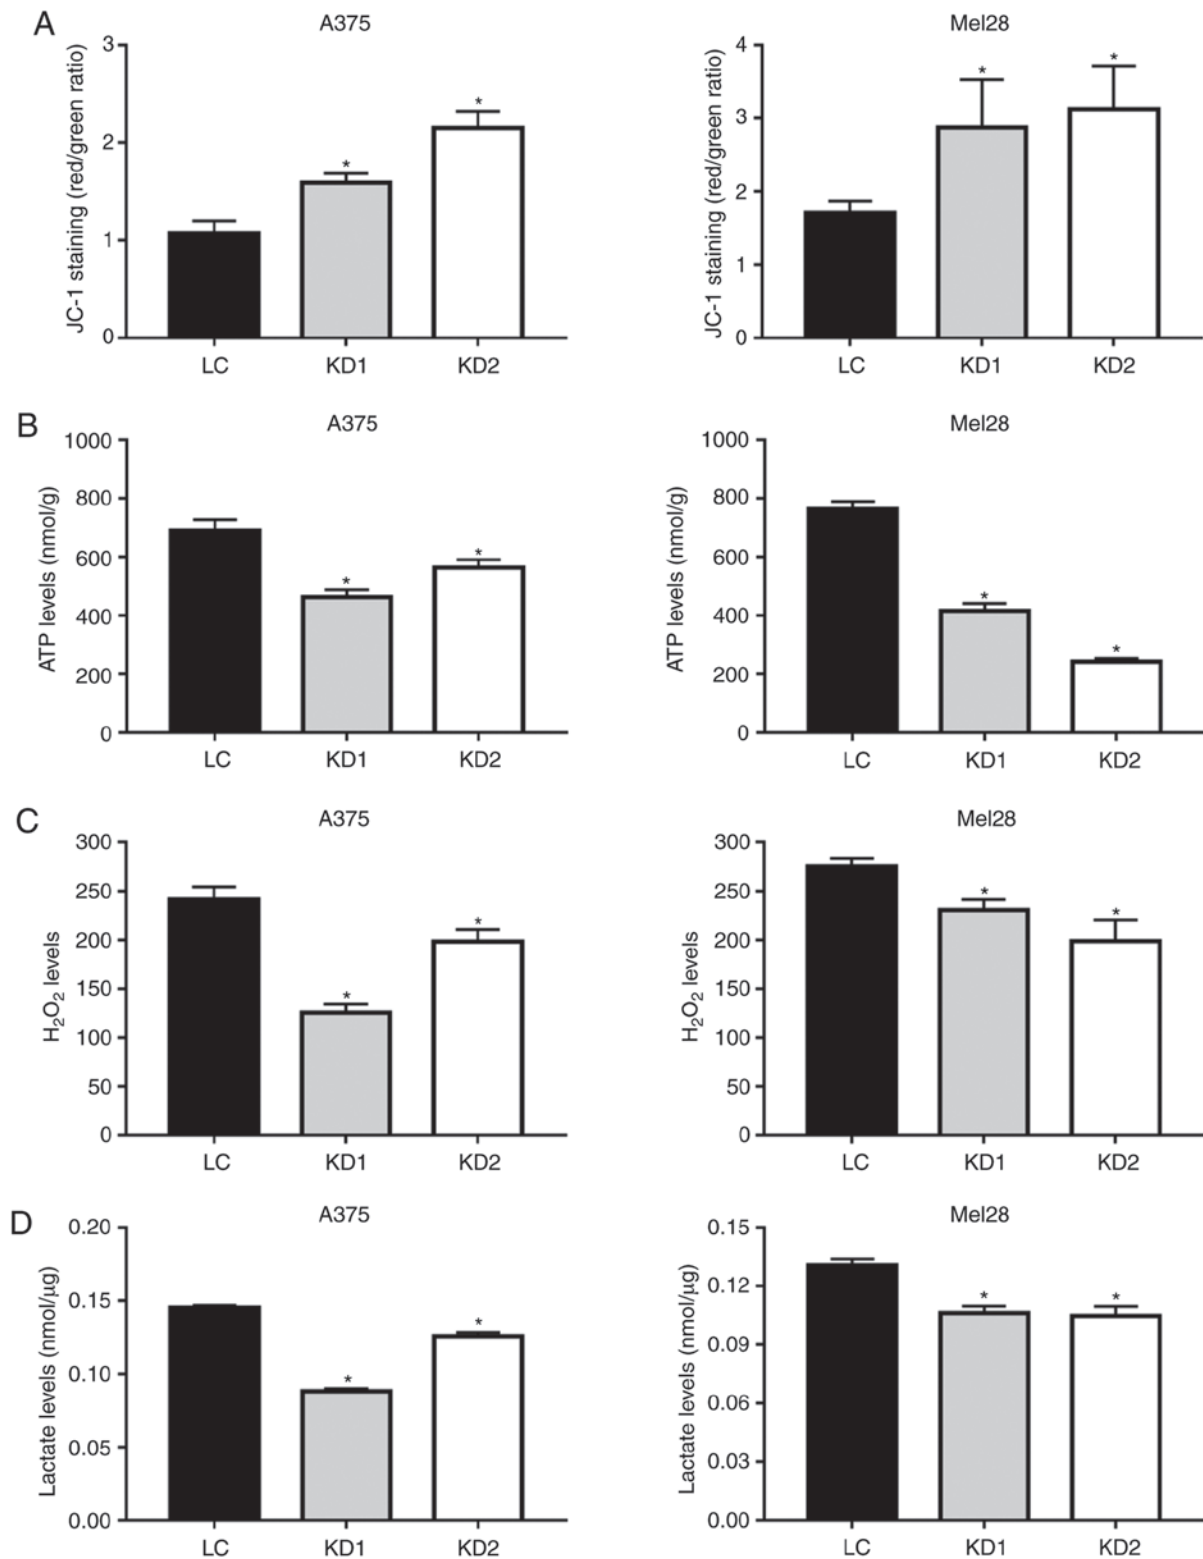 A
A375
JC-1 staining (red/green ratio)
3
2
1
0
*
*
LC KD1 KD2
Mel28
JC-1 staining (red/green ratio)
4
3
2
1
0
*
*
LC KD1 KD2
B
A375
ATP levels (nmol/g)
1000
800
600
400
200
0
*
*
LC KD1 KD2
Mel28
ATP levels (nmol/g)
1000
800
600
400
200
0
*
*
LC KD1 KD2
C
A375
H₂O₂ levels
300
250
200
150
100
50
0
*
*
LC KD1 KD2
Mel28
H₂O₂ levels
300
250
200
150
100
50
0
*
*
LC KD1 KD2
D
A375
Lactate levels (nmol/µg)
0.20
0.15
0.10
0.05
0.00
*
*
LC KD1 KD2
Mel28
Lactate levels (nmol/µg)
0.15
0.12
0.09
0.06
0.03
0.00
*
*
LC KD1 KD2